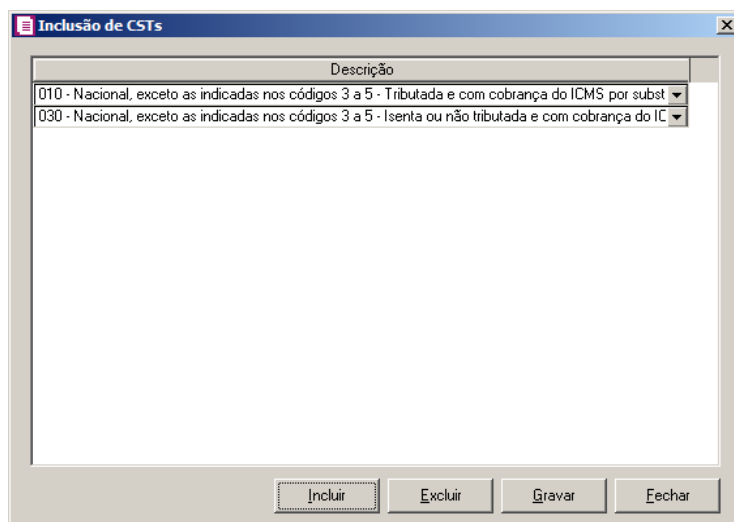 Inclusão de CSTs
Descrição
010 - Nacional, exceto as indicadas nos códigos 3 a 5 - Tributada e com cobrança do ICMS por subst
030 - Nacional, exceto as indicadas nos códigos 3 a 5 - Isenta ou não tributada e com cobrança do IC
Incluir Excluir Gravar Fechar